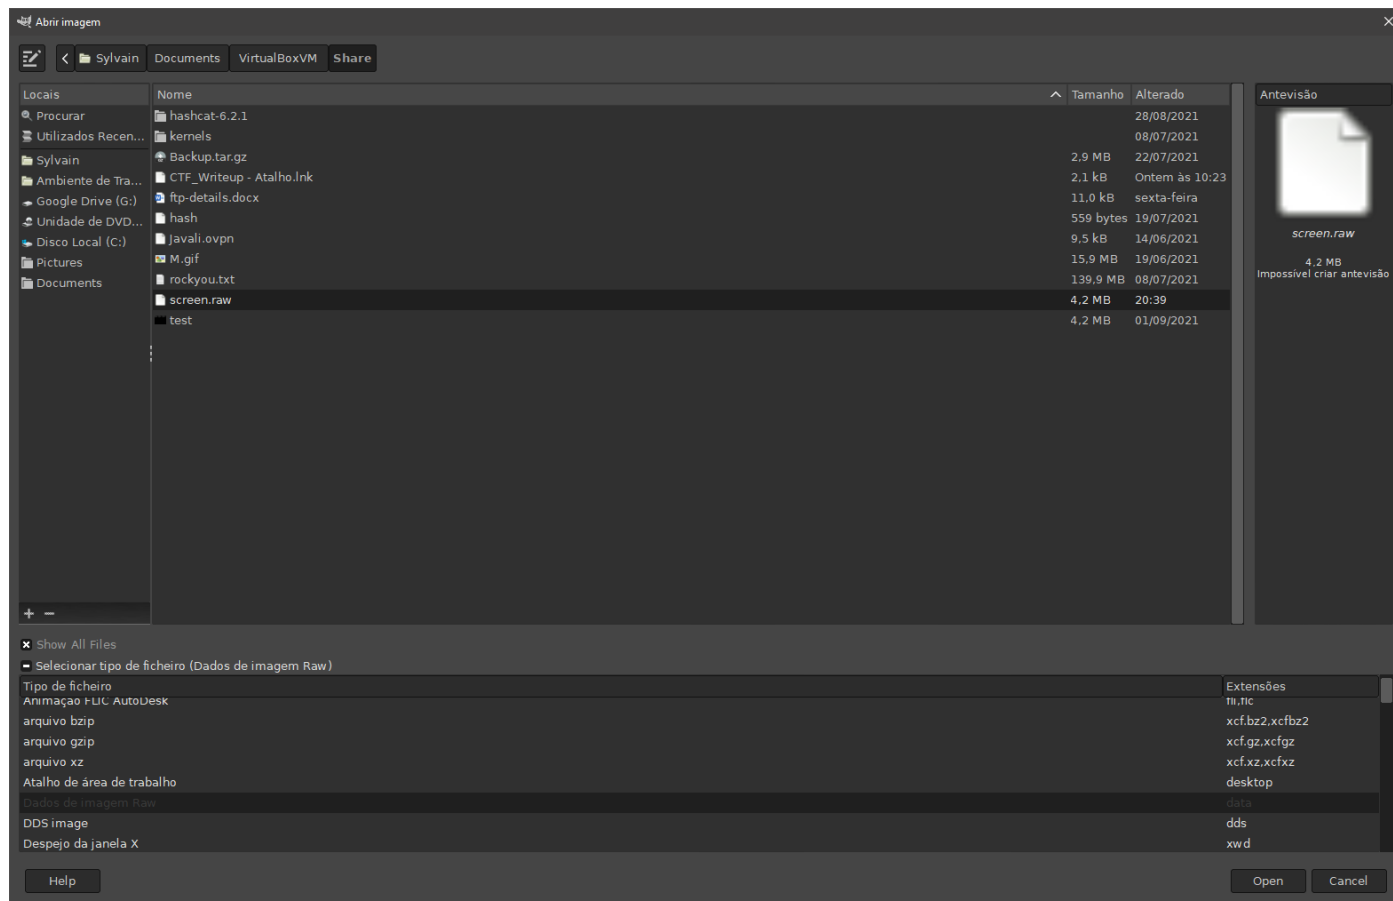 Abrir imagem
Sylvain Documents VirtualBoxVM Share
Locais
Procurar
Utilizados Recen...
Sylvain
Ambiente de Tra...
Google Drive (G:)
Unidade de DVD...
Disco Local (C:)
Pictures
Documents
Nome Tamanho Alterado
hashcat-6.2.1 28/08/2021
kernels 08/07/2021
Backup.tar.gz 2,9 MB 22/07/2021
CTF_Writeup - Atalho.lnk 2,1 kB Ontem às 10:23
ftp-details.docx 11,0 kB sexta-feira
hash 559 bytes 19/07/2021
Javali.ovpn 9,5 kB 14/06/2021
M.gif 15,9 MB 19/06/2021
rockyou.txt 139,9 MB 08/07/2021
screen.raw 4,2 MB 20:39
test 4,2 MB 01/09/2021
Antevisão
screen.raw
4,2 MB
Impossível criar antevisão
Show All Files
Selecionar tipo de ficheiro (Dados de imagem Raw)
Tipo de ficheiro Extensões
Animação FLIC AutoDesk fli,flc
arquivo bzip xcf.bz2,xcfbz2
arquivo gzip xcf.gz,xcfgz
arquivo xz xcf.xz,xcfxz
Atalho de área de trabalho desktop
Dados de imagem Raw data
DDS image dds
Despejo da janela X xwd
Help Open Cancel